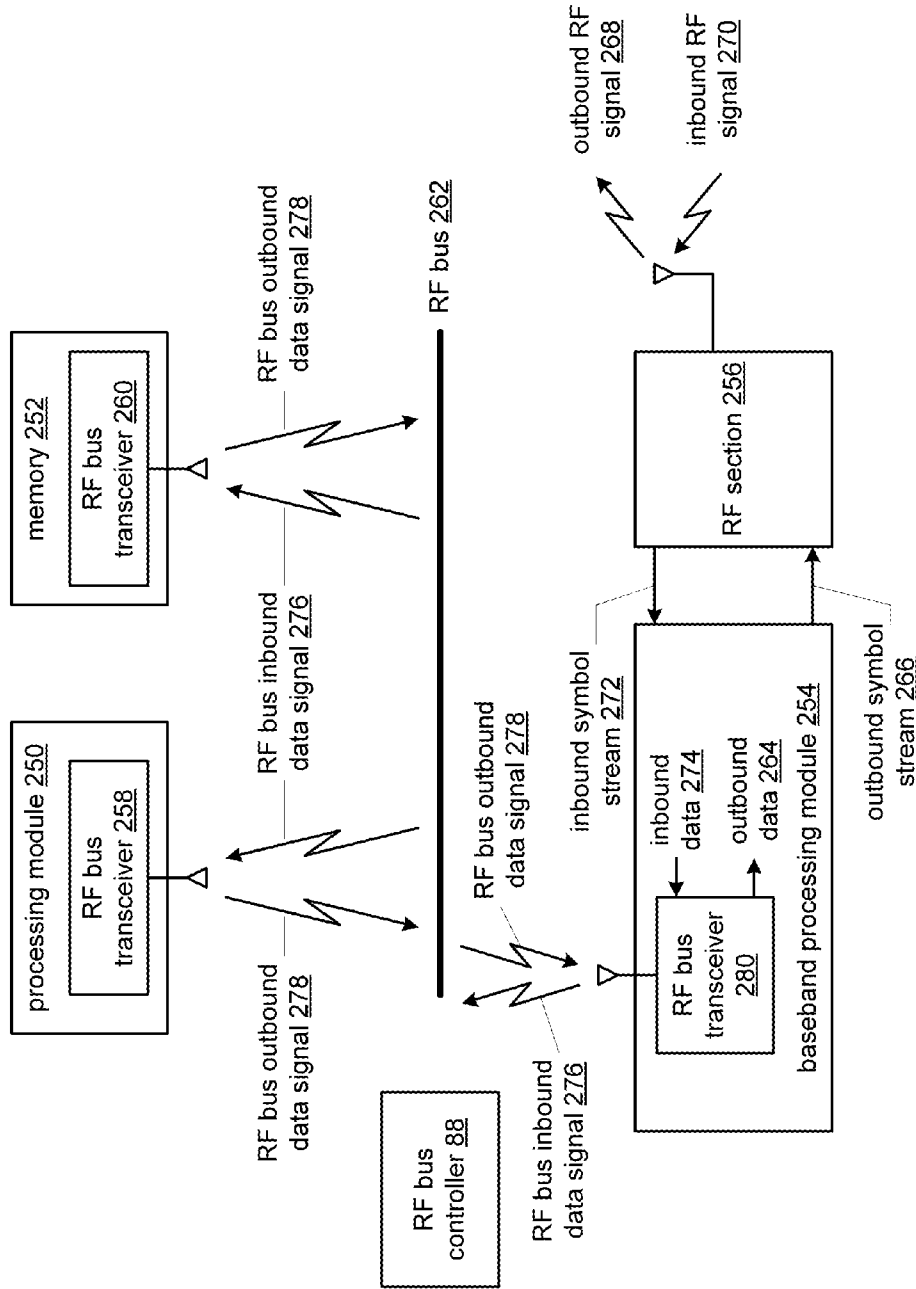 processing module 250
RF bus
transceiver 258
memory 252
RF bus
transceiver 260
RF bus outbound
data signal 278
RF bus inbound
data signal 276
RF bus outbound
data signal 278
RF bus
controller 88
RF bus 262
RF bus inbound
data signal 276
RF bus outbound
data signal 278
inbound symbol
stream 272
outbound RF
signal 268
inbound RF
signal 270
RF bus
transceiver
280
inbound
data 274
outbound
data 264
baseband processing module 254
RF section 256
outbound symbol
stream 266